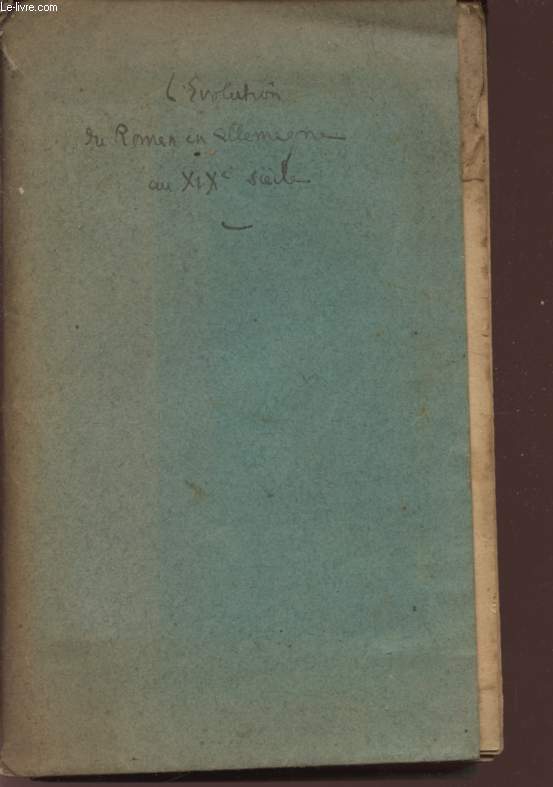 Le-livre.com
L'Evolution
du Roman en Allemagne
au XIXe siècle